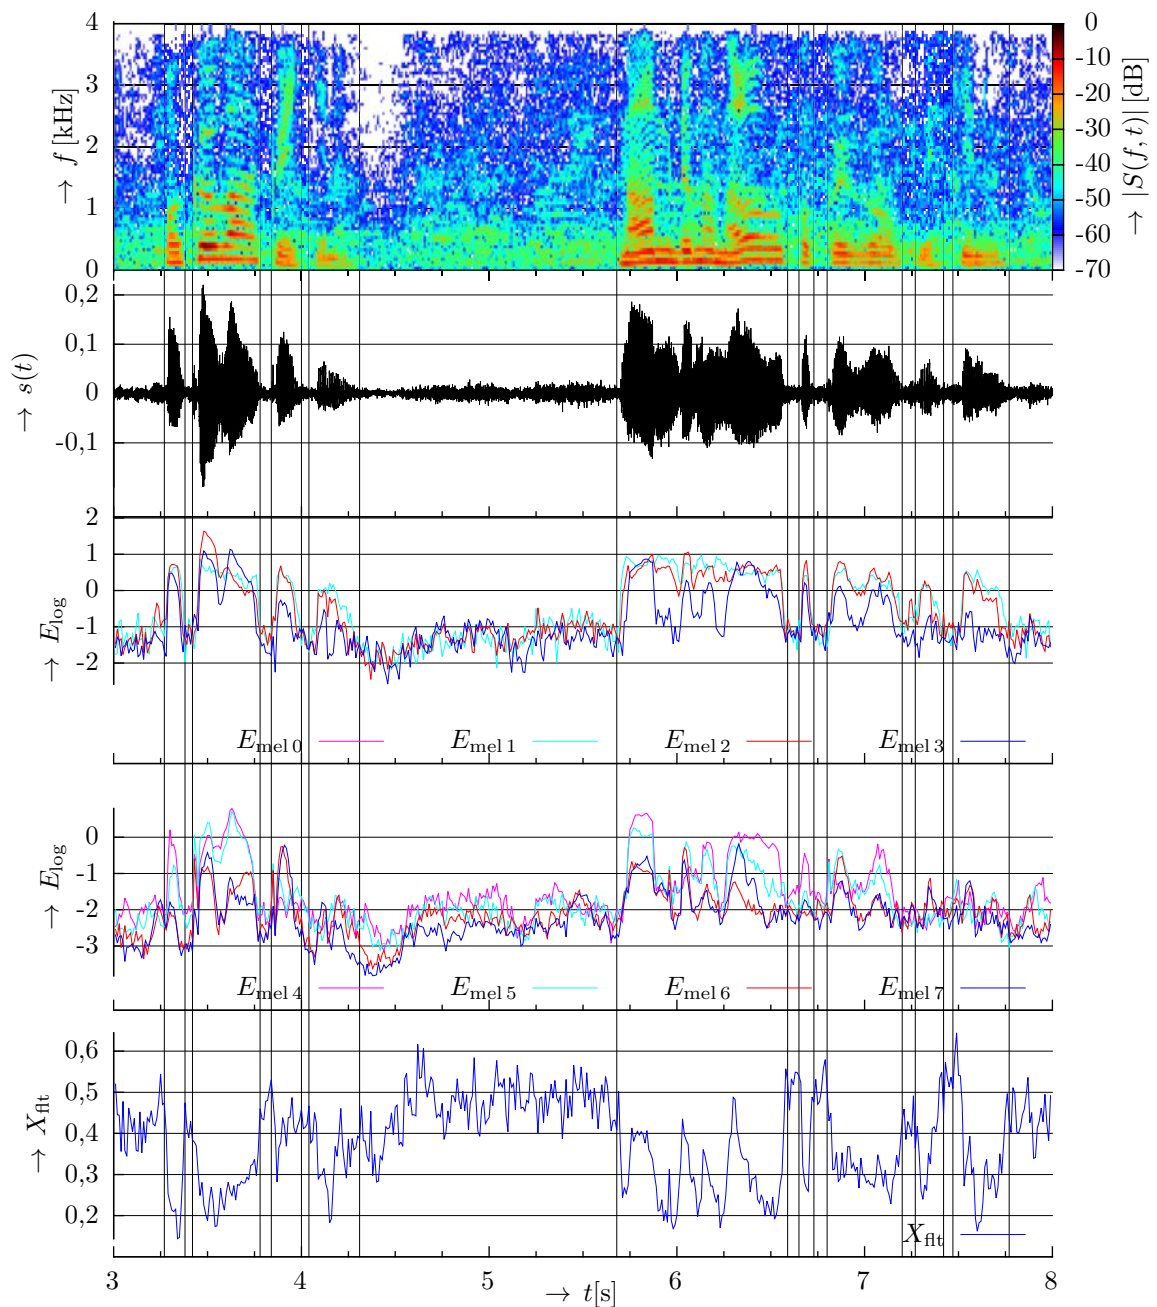 4
3
2
1
0
→ f [kHz]
0
-10
-20
-30
-40
-50
-60
-70
→ |S(f, t)| [dB]
0,2
0,1
0
-0,1
→ s(t)
2
1
0
-1
-2
→ E_log
E_mel 0
E_mel 1
E_mel 2
E_mel 3
0
-1
-2
-3
→ E_log
E_mel 4
E_mel 5
E_mel 6
E_mel 7
0,6
0,5
0,4
0,3
0,2
→ X_flt
X_flt
3 4 5 6 7 8
→ t[s]